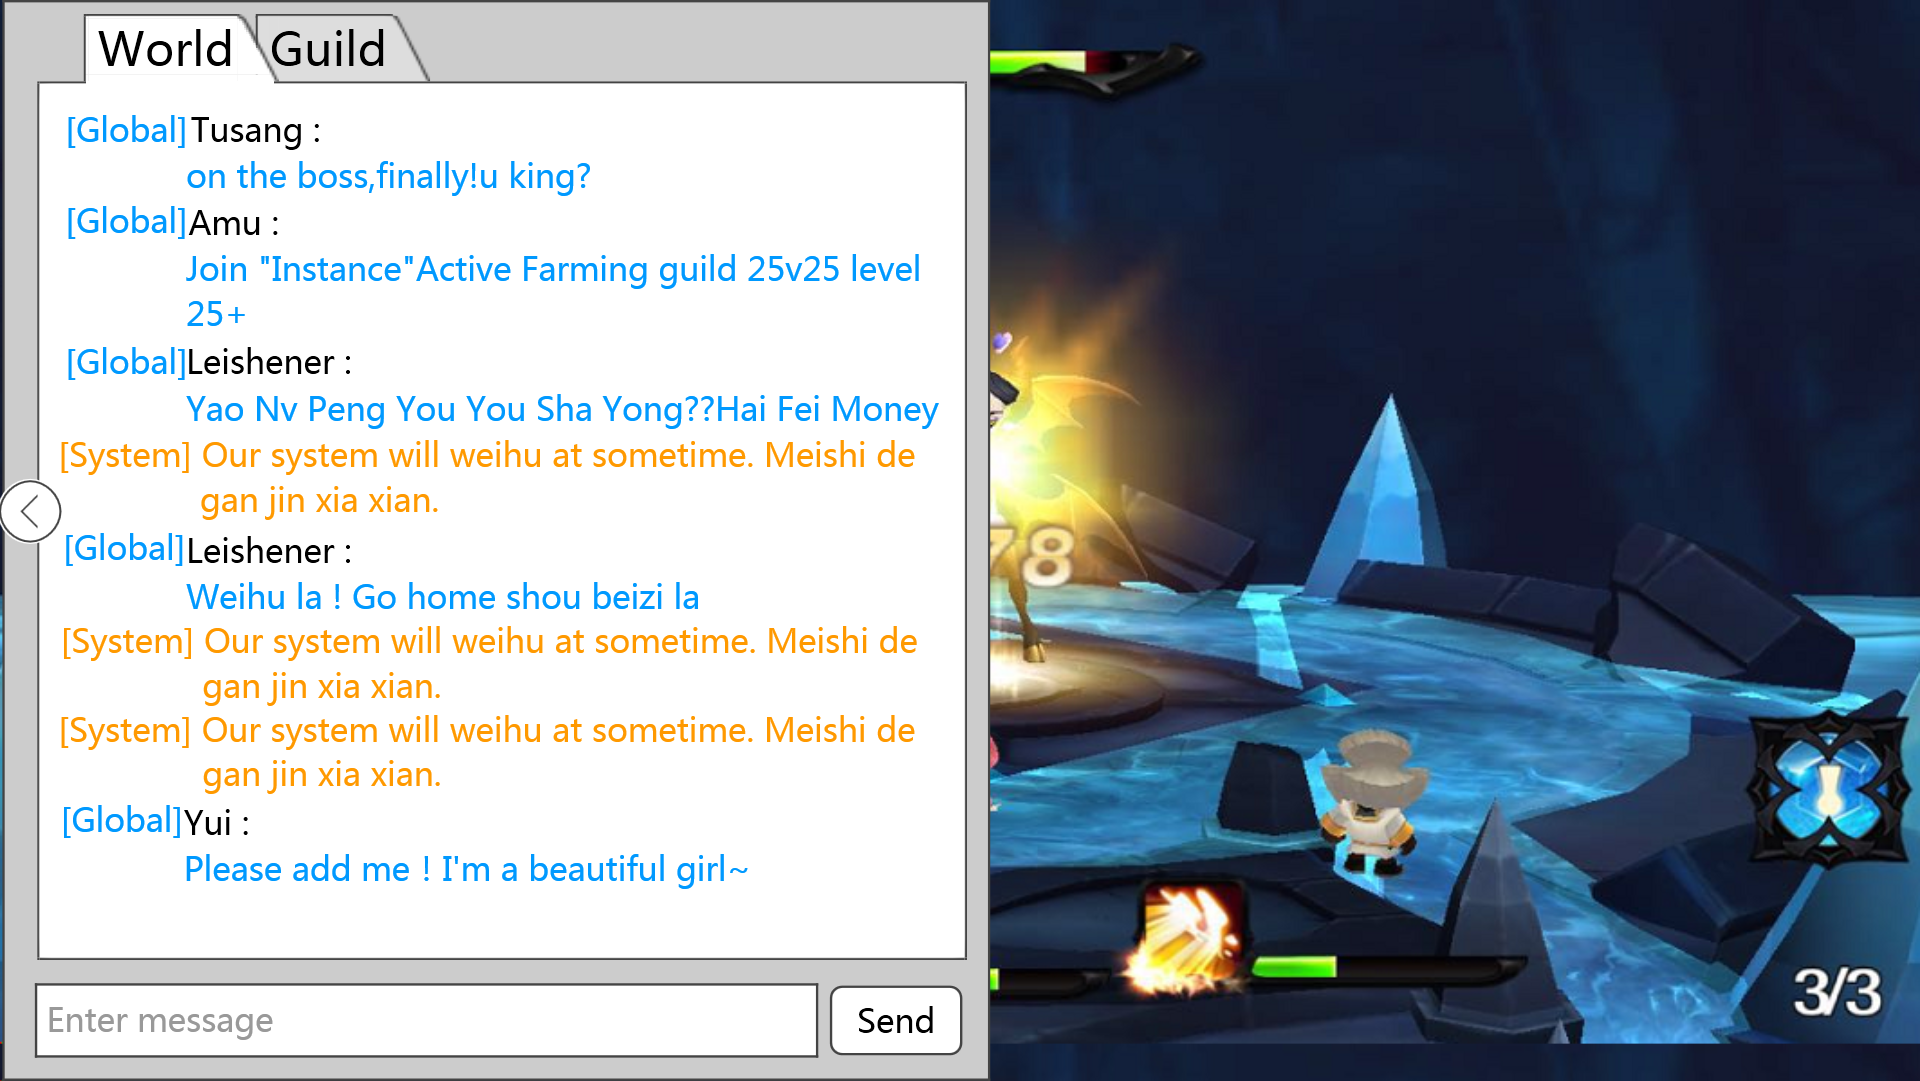 World Guild
[Global]Tusang :
on the boss,finally!u king?
[Global]Amu :
Join "Instance"Active Farming guild 25v25 level
25+
[Global]Leishener :
Yao Nv Peng You You Sha Yong??Hai Fei Money
[System] Our system will weihu at sometime. Meishi de
gan jin xia xian.
[Global]Leishener :
Weihu la ! Go home shou beizi la
[System] Our system will weihu at sometime. Meishi de
gan jin xia xian.
[System] Our system will weihu at sometime. Meishi de
gan jin xia xian.
[Global]Yui :
Please add me ! I'm a beautiful girl~
Enter message
Send
78
3/3